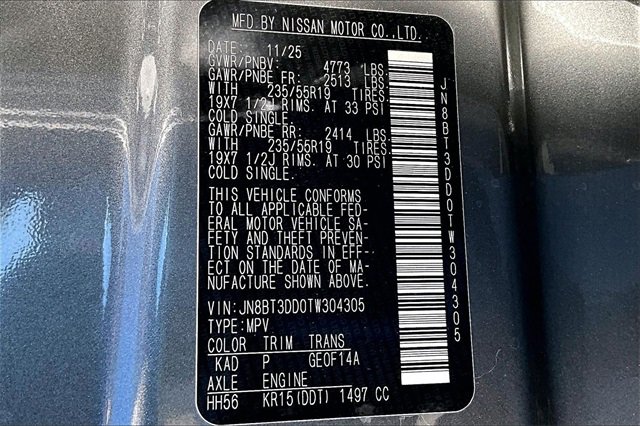 MFD.BY NISSAN MOTOR CO.,LTD.
DATE: 11/25
GVWR/PNBV: 4773 LBS.
GAWR/PNBE FR: 2513 LBS.
WITH 235/55R19 TIRES.
19X7 1/2J RIMS. AT 33 PSI
COLD SINGLE.
GAWR/PNBE RR: 2414 LBS.
WITH 235/55R19 TIRES.
19X7 1/2J RIMS. AT 30 PSI
COLD SINGLE.
THIS VEHICLE CONFORMS
TO ALL APPLICABLE FED-
ERAL MOTOR VEHICLE SA-
FETY AND THEFT PREVEN-
TION STANDARDS IN EFF-
ECT ON THE DATE OF MA-
NUFACTURE SHOWN ABOVE.
VIN: JN8BT3DD0TW304305
TYPE: MPV
COLOR TRIM TRANS
KAD P GE0F14A
AXLE ENGINE
HH56 KR15(DDT) 1497 CC
JN8BT3DD0TW304305